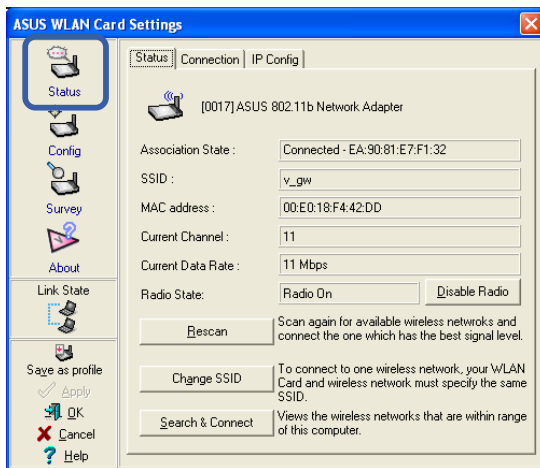 ASUS WLAN Card Settings
Status
Config
Survey
About
Link State
Save as profile
Apply
OK
Cancel
Help
Status Connection IP Config
[0017] ASUS 802.11b Network Adapter
Association State : Connected - EA:90:81:E7:F1:32
SSID : v_gw
MAC address : 00:E0:18:F4:42:DD
Current Channel : 11
Current Data Rate : 11 Mbps
Radio State: Radio On Disable Radio
Rescan
Scan again for available wireless netwroks and
connect the one which has the best signal level.
Change SSID
To connect to one wireless network, your WLAN
Card and wireless network must specify the same
SSID.
Search & Connect
Views the wireless networks that are within range
of this computer.